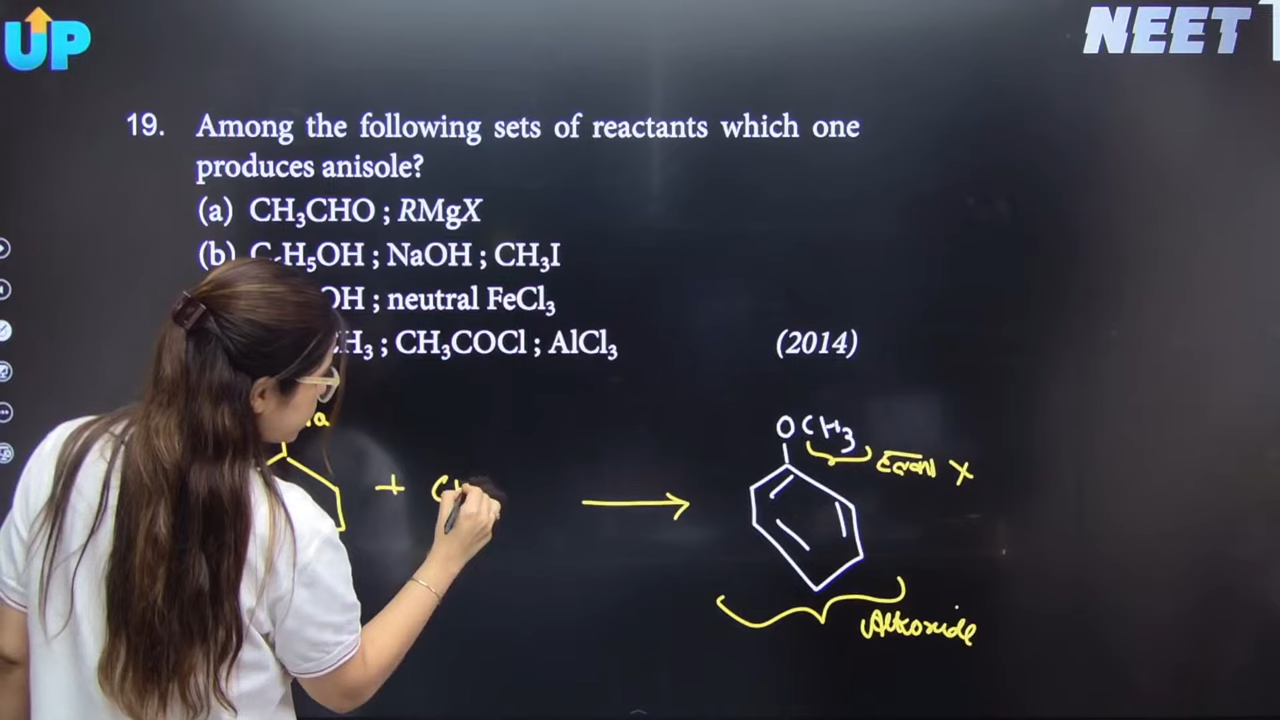 UP
NEET
19. Among the following sets of reactants which one
produces anisole?
(a) CH₃CHO ; RMgX
(b) C₆H₅OH ; NaOH ; CH₃I
OH ; neutral FeCl₃
CH₃ ; CH₃COCl ; AlCl₃ (2014)
OCH₃
X
+
Alkoxide